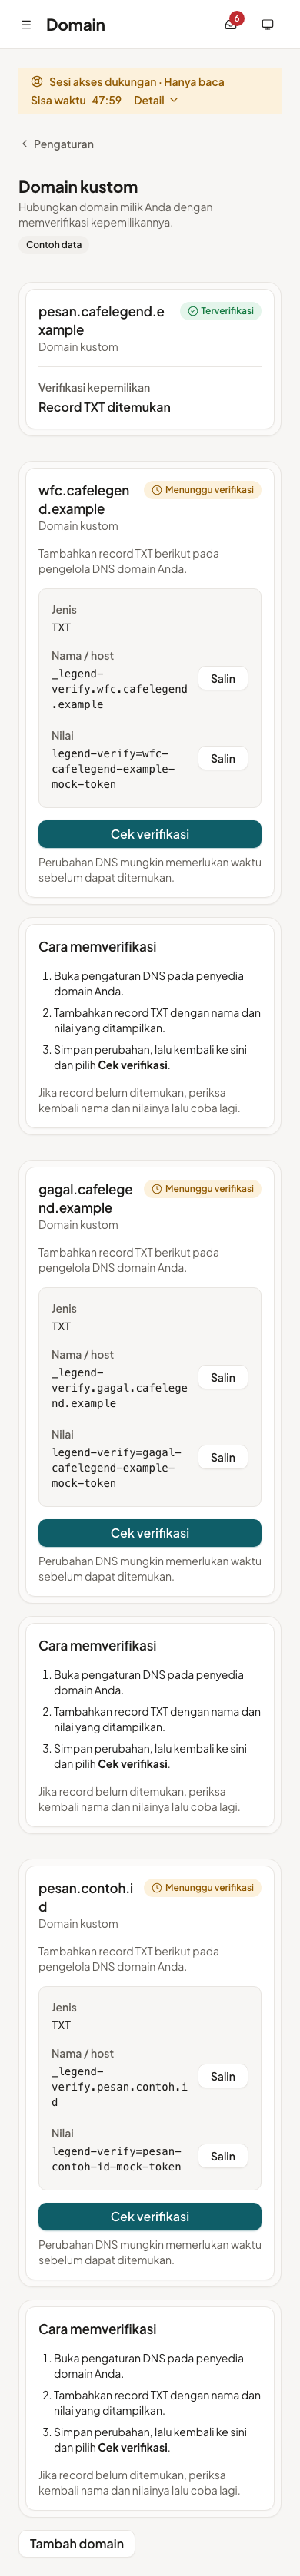 Domain
6
Sesi akses dukungan · Hanya baca
Sisa waktu 47:59 Detail
Pengaturan
Domain kustom
Hubungkan domain milik Anda dengan
memverifikasi kepemilikannya.
Contoh data
pesan.cafelegend.e
xample
Terverifikasi
Domain kustom
Verifikasi kepemilikan
Record TXT ditemukan
wfc.cafelegen
d.example
Menunggu verifikasi
Domain kustom
Tambahkan record TXT berikut pada
pengelola DNS domain Anda.
Jenis
TXT
Nama / host
_legend-
verify.wfc.cafelegend
.example
Salin
Nilai
legend-verify=wfc-
cafelegend-example-
mock-token
Salin
Cek verifikasi
Perubahan DNS mungkin memerlukan waktu
sebelum dapat ditemukan.
Cara memverifikasi
1. Buka pengaturan DNS pada penyedia
domain Anda.
2. Tambahkan record TXT dengan nama dan
nilai yang ditampilkan.
3. Simpan perubahan, lalu kembali ke sini
dan pilih Cek verifikasi.
Jika record belum ditemukan, periksa
kembali nama dan nilainya lalu coba lagi.
gagal.cafelege
nd.example
Menunggu verifikasi
Domain kustom
Tambahkan record TXT berikut pada
pengelola DNS domain Anda.
Jenis
TXT
Nama / host
_legend-
verify.gagal.cafelege
nd.example
Salin
Nilai
legend-verify=gagal-
cafelegend-example-
mock-token
Salin
Cek verifikasi
Perubahan DNS mungkin memerlukan waktu
sebelum dapat ditemukan.
Cara memverifikasi
1. Buka pengaturan DNS pada penyedia
domain Anda.
2. Tambahkan record TXT dengan nama dan
nilai yang ditampilkan.
3. Simpan perubahan, lalu kembali ke sini
dan pilih Cek verifikasi.
Jika record belum ditemukan, periksa
kembali nama dan nilainya lalu coba lagi.
pesan.contoh.i
d
Menunggu verifikasi
Domain kustom
Tambahkan record TXT berikut pada
pengelola DNS domain Anda.
Jenis
TXT
Nama / host
_legend-
verify.pesan.contoh.i
d
Salin
Nilai
legend-verify=pesan-
contoh-id-mock-token
Salin
Cek verifikasi
Perubahan DNS mungkin memerlukan waktu
sebelum dapat ditemukan.
Cara memverifikasi
1. Buka pengaturan DNS pada penyedia
domain Anda.
2. Tambahkan record TXT dengan nama dan
nilai yang ditampilkan.
3. Simpan perubahan, lalu kembali ke sini
dan pilih Cek verifikasi.
Jika record belum ditemukan, periksa
kembali nama dan nilainya lalu coba lagi.
Tambah domain